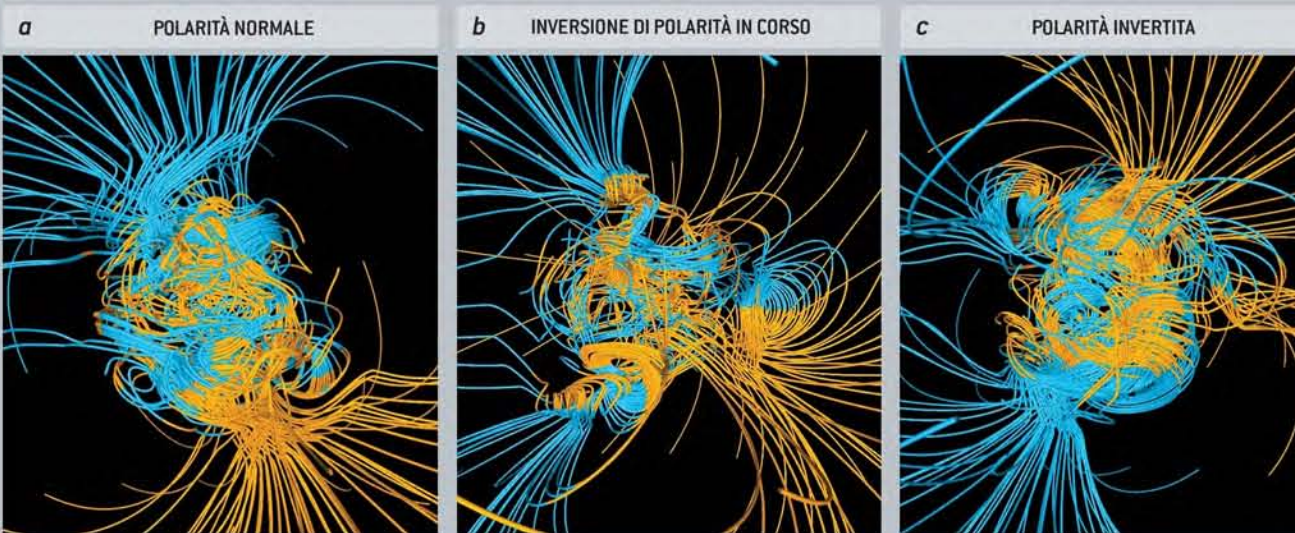 a POLARITÀ NORMALE
b INVERSIONE DI POLARITÀ IN CORSO
c POLARITÀ INVERTITA